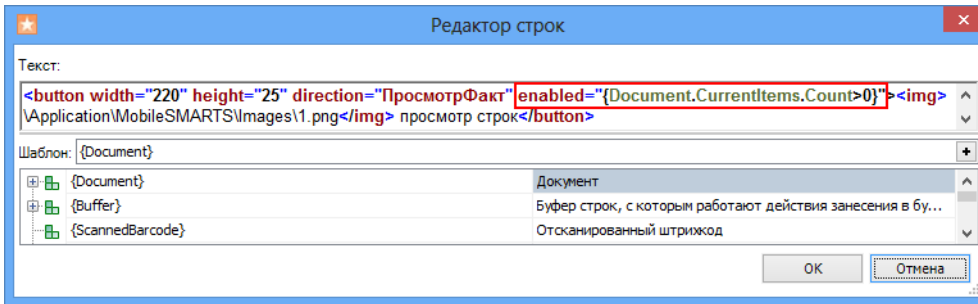 Редактор строк
Текст:
<button width="220" height="25" direction="ПросмотрФакт" enabled="{Document.CurrentItems.Count>0}"><img>
\Application\MobileSMARTS\Images\1.png</img> просмотр строк</button>
Шаблон: {Document}
{Document} Документ
{Buffer} Буфер строк, с которым работают действия занесения в бу...
{ScannedBarcode} Отсканированный штрихкод
ОК Отмена